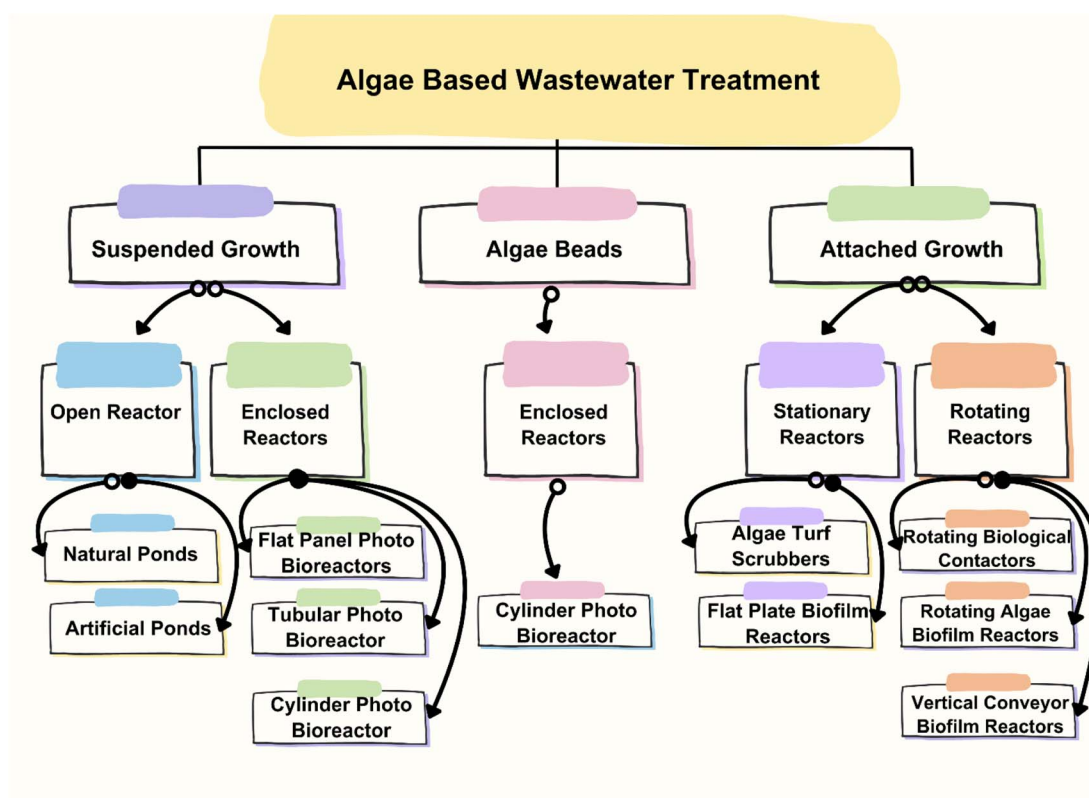 Algae Based Wastewater Treatment
Suspended Growth
Algae Beads
Attached Growth
Open Reactor
Enclosed
Reactors
Enclosed
Reactors
Stationary
Reactors
Rotating
Reactors
Natural Ponds
Artificial Ponds
Flat Panel Photo
Bioreactors
Tubular Photo
Bioreactor
Cylinder Photo
Bioreactor
Cylinder Photo
Bioreactor
Algae Turf
Scrubbers
Flat Plate Biofilm
Reactors
Rotating Biological
Contactors
Rotating Algae
Biofilm Reactors
Vertical Conveyor
Biofilm Reactors